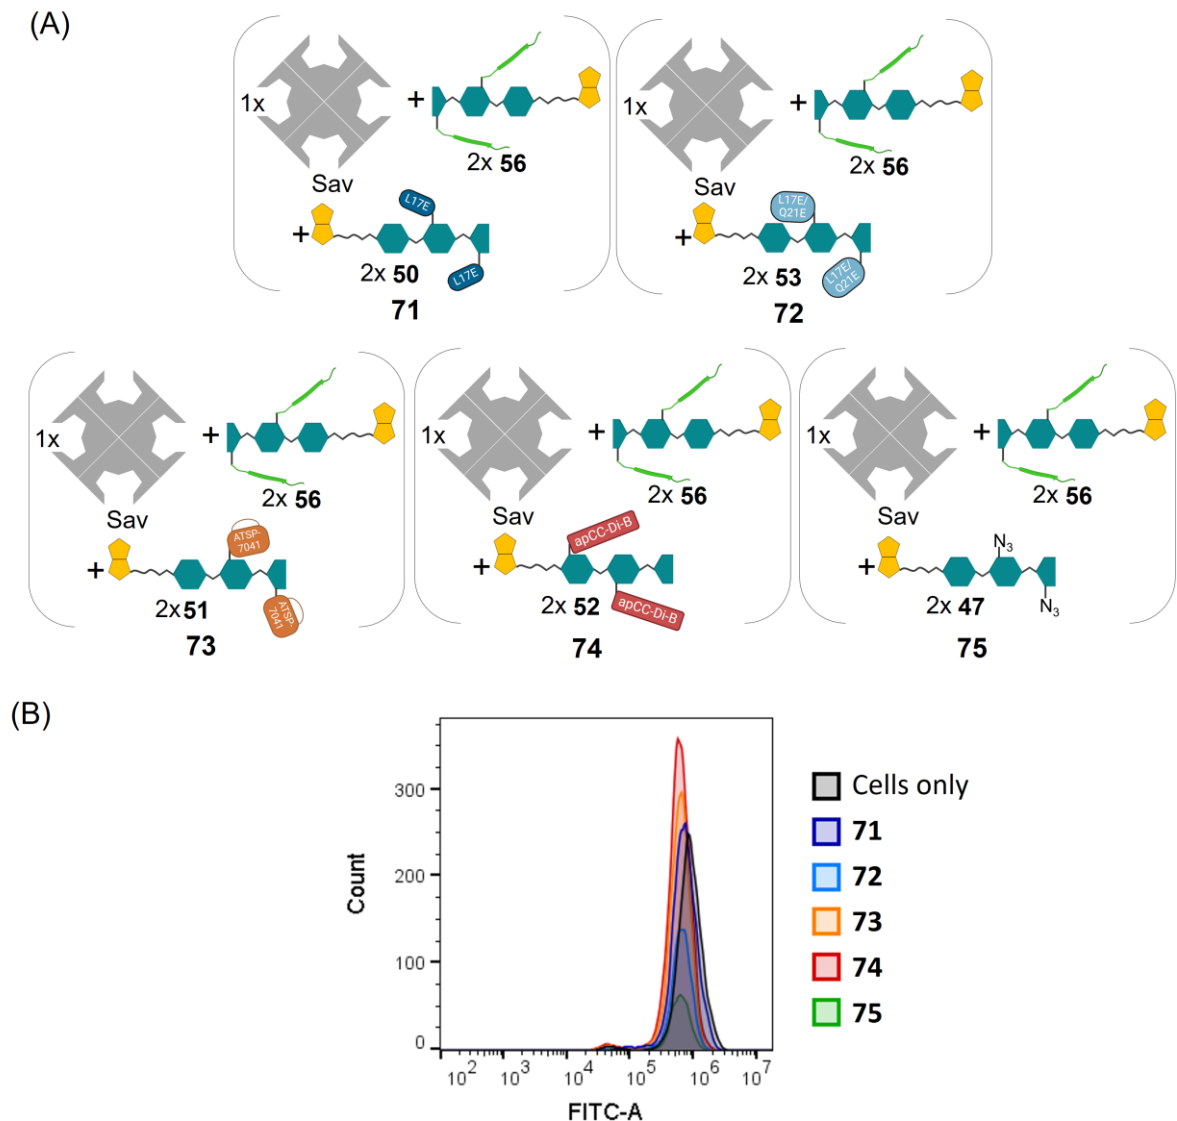 (A)
1x
+
2x 56
Sav
+
L17E
L17E
2x 50
71
1x
+
2x 56
Sav
+
L17E/
Q21E
L17E/
Q21E
2x 53
72
1x
+
2x 56
Sav
+
ATSP-
7041
ATSP-
7041
2x 51
73
1x
+
2x 56
Sav
+
apCC-Di-B
apCC-Di-B
2x 52
74
1x
+
2x 56
Sav
+
N3
N3
2x 47
75
(B)
300
200
100
0
Count
10^2
10^3
10^4
10^5
10^6
10^7
FITC-A
Cells only
71
72
73
74
75